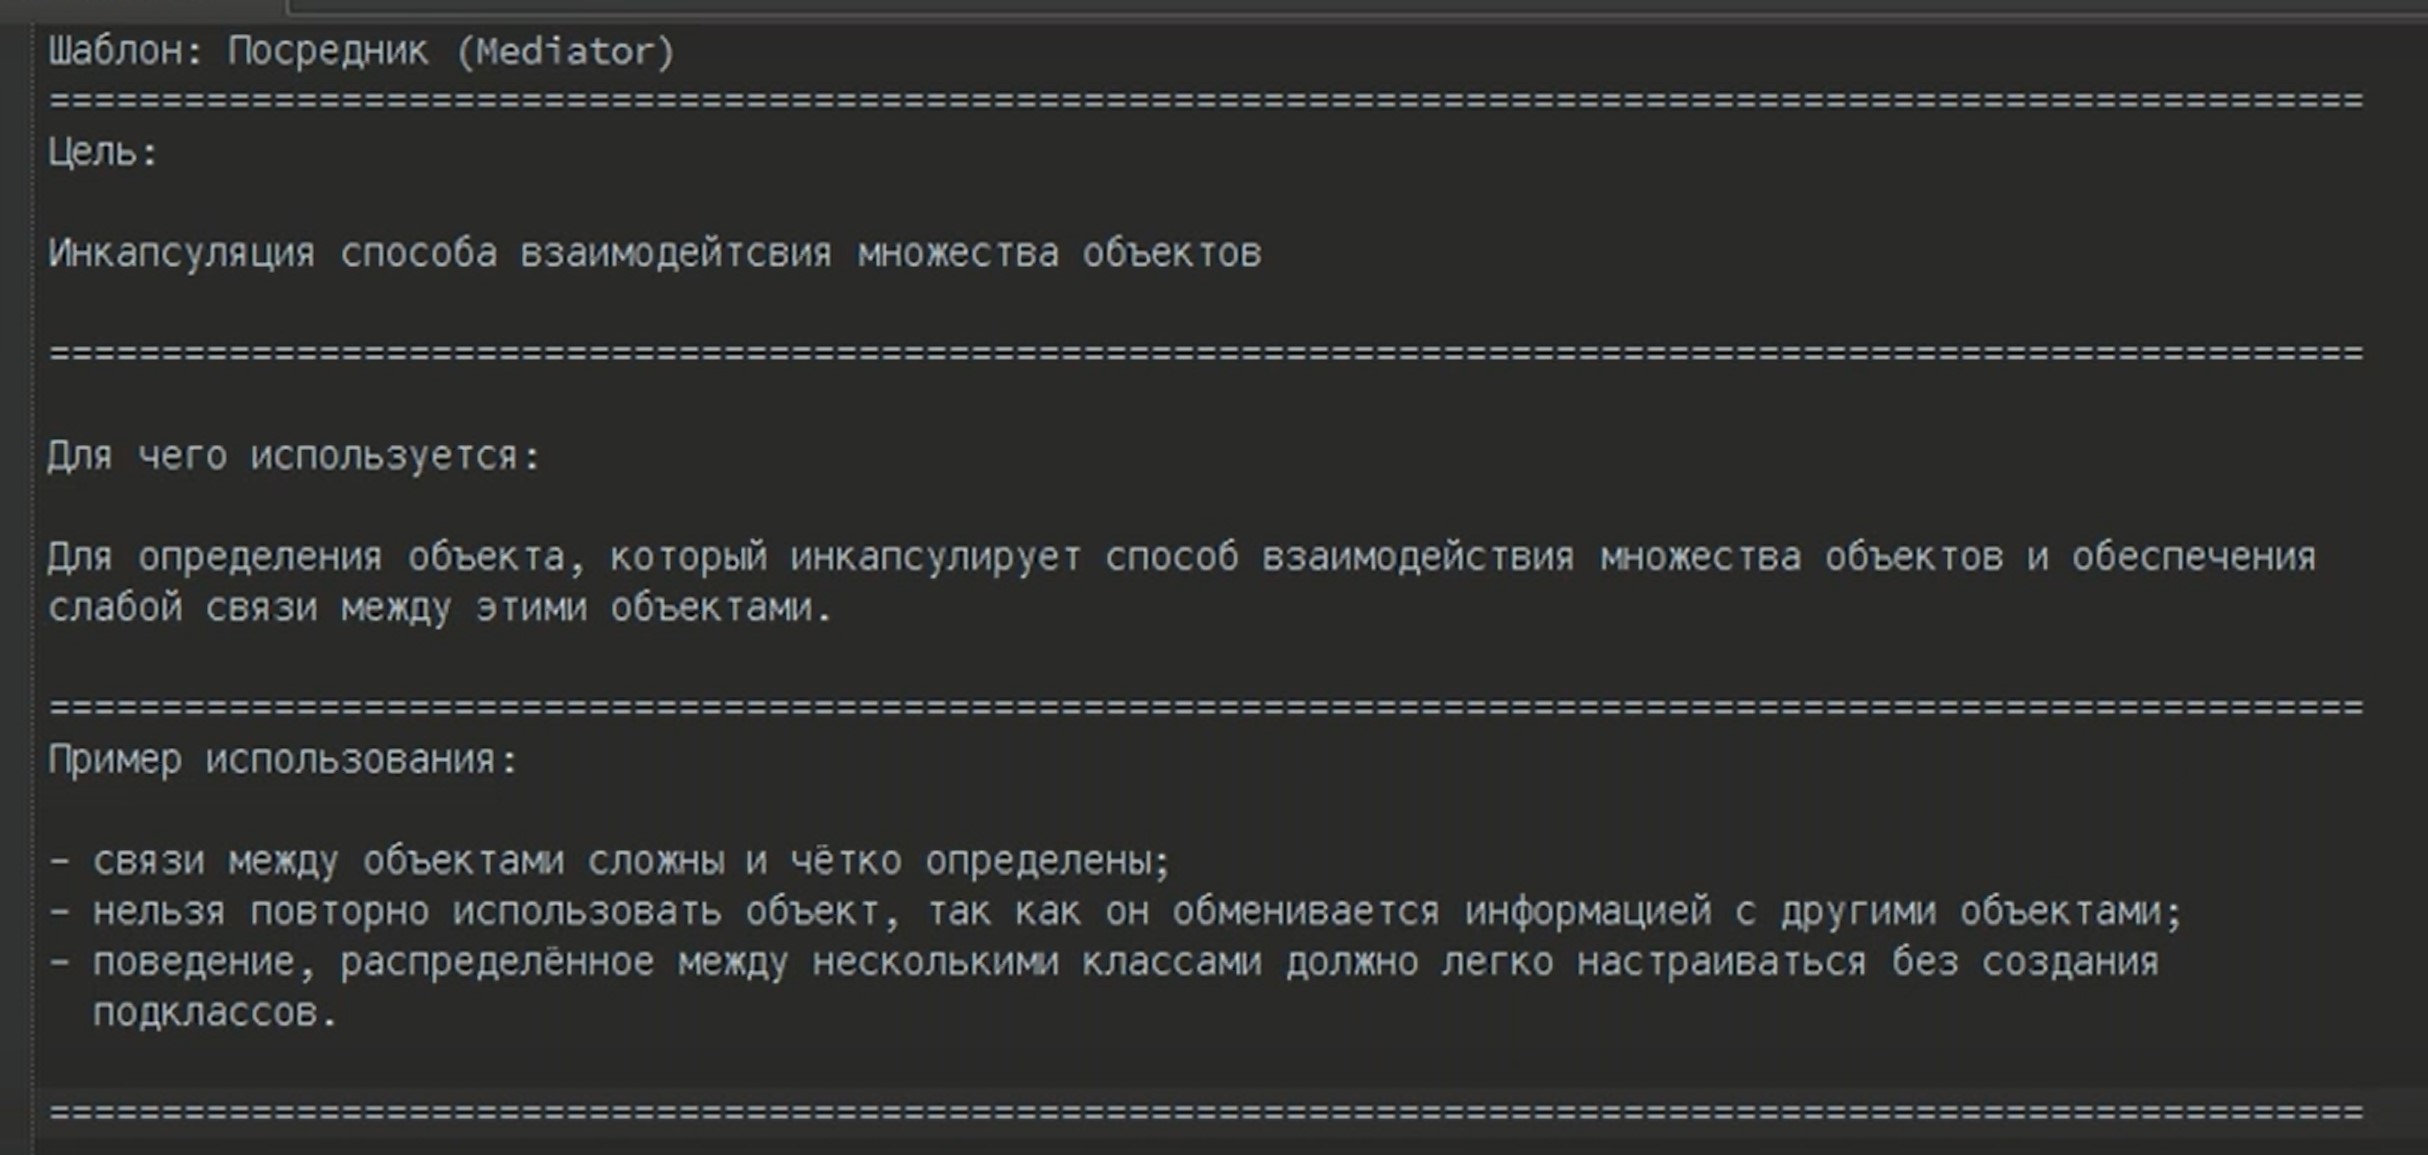 Шаблон: Посредник (Mediator)
=======================================================================================================
Цель:
Инкапсуляция способа взаимодейтсвия множества объектов
=======================================================================================================
Для чего используется:
Для определения объекта, который инкапсулирует способ взаимодействия множества объектов и обеспечения
слабой связи между этими объектами.
=======================================================================================================
Пример использования:
- связи между объектами сложны и чётко определены;
- нельзя повторно использовать объект, так как он обменивается информацией с другими объектами;
- поведение, распределённое между несколькими классами должно легко настраиваться без создания
подклассов.
=======================================================================================================